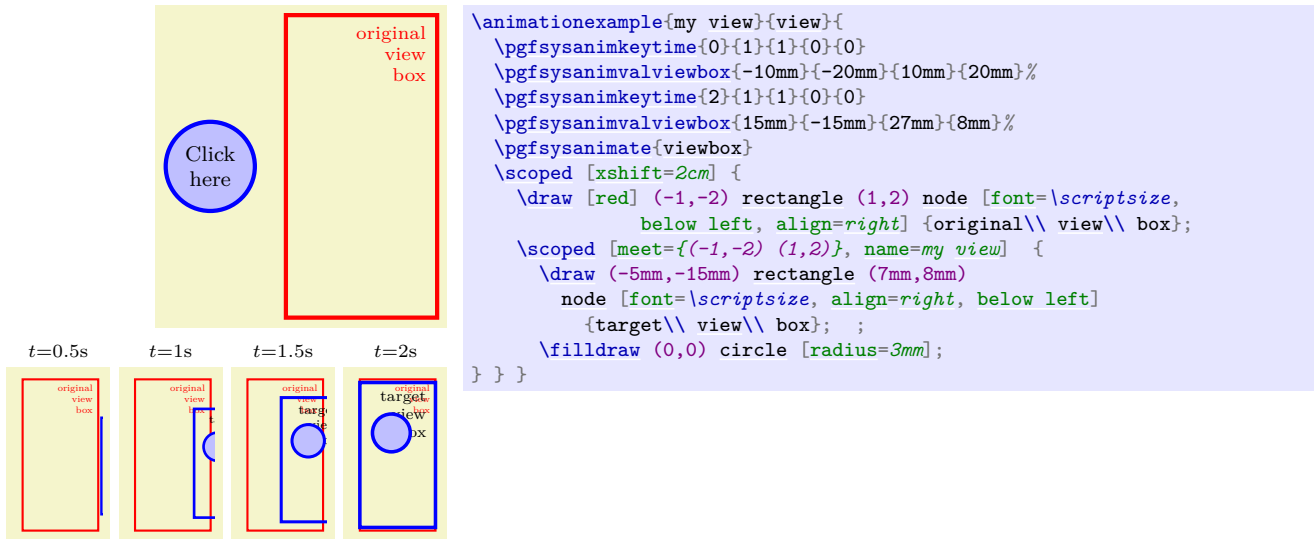 original
view
box
Click
here
t=0.5s
t=1s
t=1.5s
t=2s
original
view
box
original
view
box
t
original
view
box
targe
vie
target
view
box
original
view
box
\animationexample{my view}{view}{
  \pgfsysanimkeytime{0}{1}{1}{0}{0}
  \pgfsysanimvalviewbox{-10mm}{-20mm}{10mm}{20mm}%
  \pgfsysanimkeytime{2}{1}{1}{0}{0}
  \pgfsysanimvalviewbox{15mm}{-15mm}{27mm}{8mm}%
  \pgfsysanimate{viewbox}
  \scoped [xshift=2cm] {
    \draw [red] (-1,-2) rectangle (1,2) node [font=\scriptsize,
               below left, align=right] {original\\ view\\ box};
    \scoped [meet={(-1,-2) (1,2)}, name=my view]  {
      \draw (-5mm,-15mm) rectangle (7mm,8mm)
        node [font=\scriptsize, align=right, below left]
          {target\\ view\\ box};  ;
      \filldraw (0,0) circle [radius=3mm];
} } }